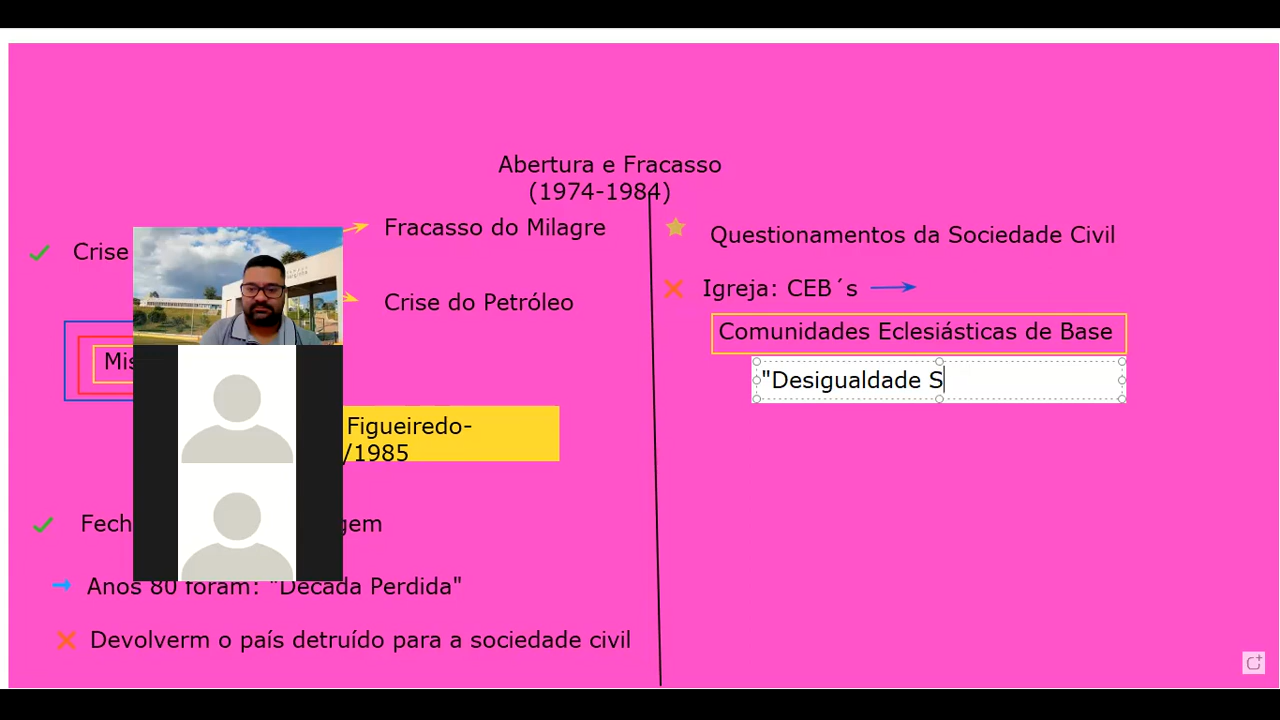 Abertura e Fracasso
(1974-1984)
Crise
Fracasso do Milagre
Crise do Petróleo
Figueiredo-
/1985
Anos 80 foram: "Década Perdida"
Devolverm o país detruído para a sociedade civil
Questionamentos da Sociedade Civil
Igreja: CEB´s
Comunidades Eclesiásticas de Base
"Desigualdade S